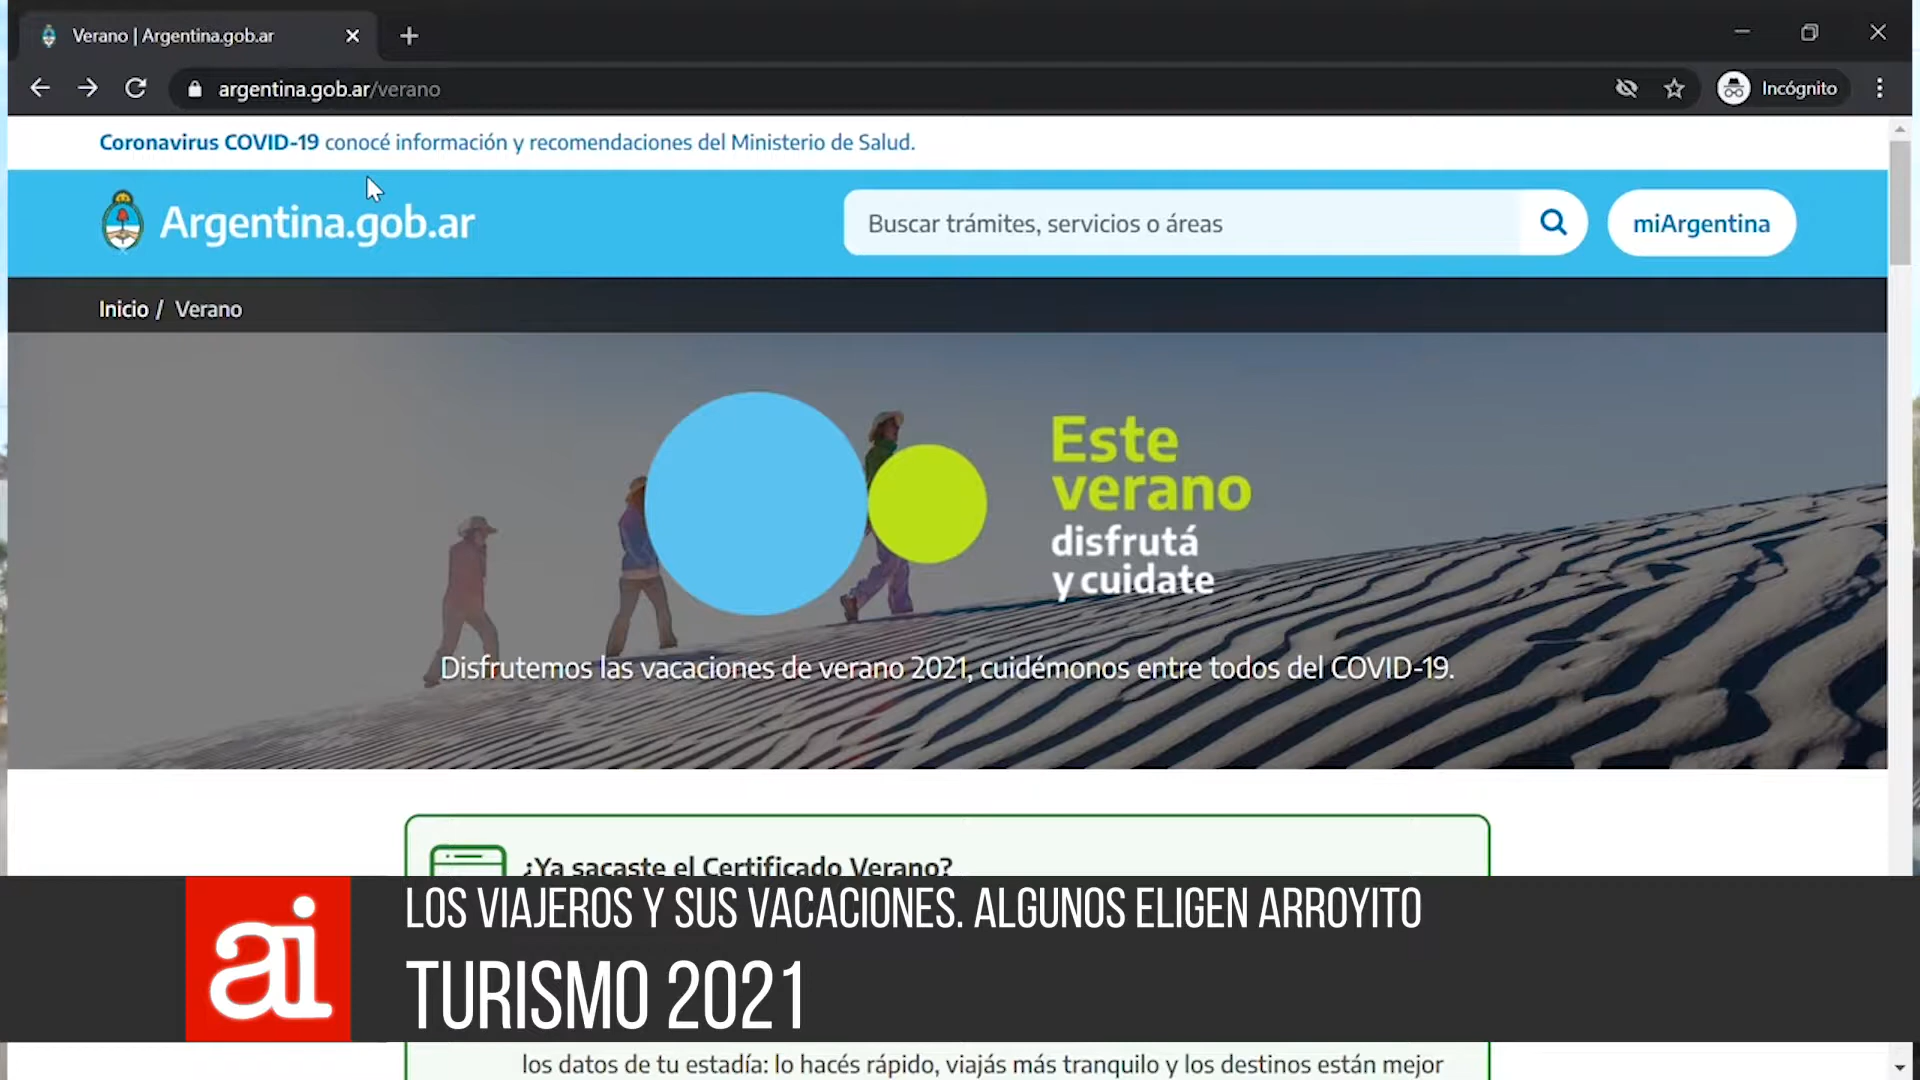 Verano | Argentina.gob.ar
argentina.gob.ar/verano
Incógnito
Coronavirus COVID-19 conocé información y recomendaciones del Ministerio de Salud.
Argentina.gob.ar
Buscar trámites, servicios o áreas
miArgentina
Inicio / Verano
Este
verano
disfrutá
y cuidate
Disfrutemos las vacaciones de verano 2021, cuidémonos entre todos del COVID-19.
¿Ya sacaste el Certificado Verano?
ai
LOS VIAJEROS Y SUS VACACIONES. ALGUNOS ELIGEN ARROYITO
TURISMO 2021
los datos de tu estadía: lo hacés rápido, viajás más tranquilo y los destinos están mejor